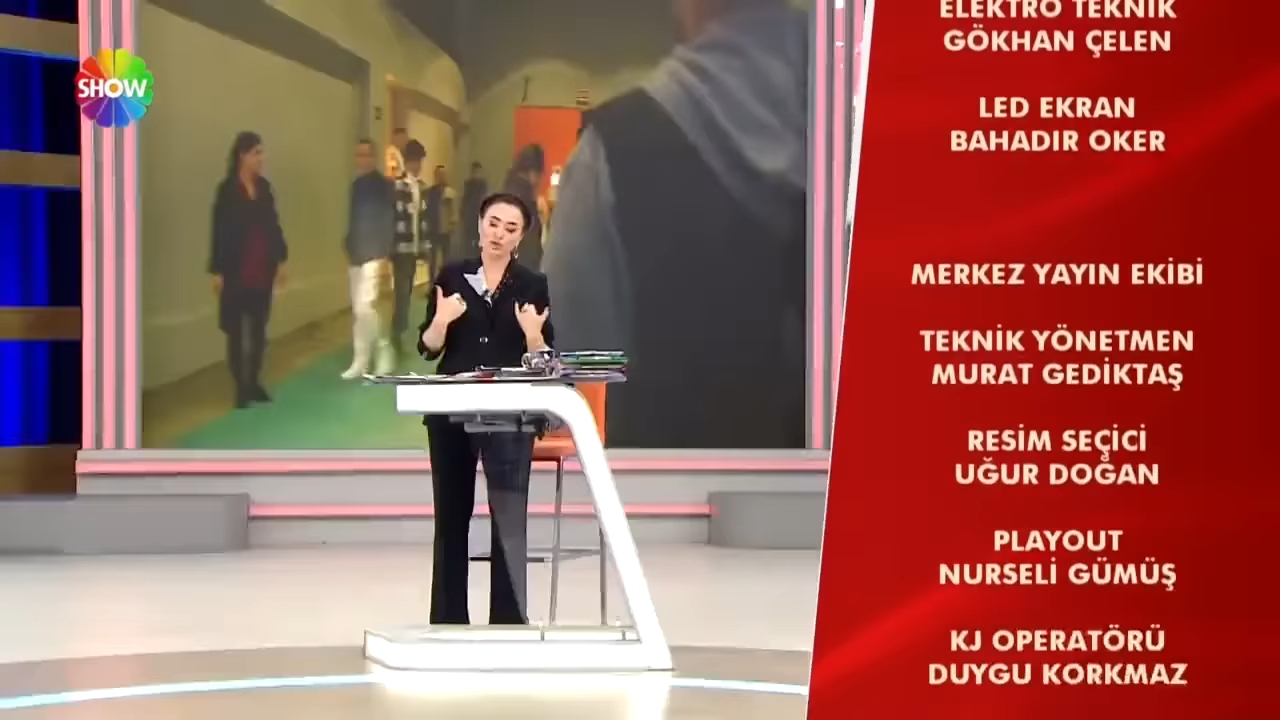 SHOW
ELEKTRO TEKNİK
GÖKHAN ÇELEN
LED EKRAN
BAHADIR OKER
MERKEZ YAYIN EKİBİ
TEKNİK YÖNETMEN
MURAT GEDİKTAŞ
RESİM SEÇİCİ
UĞUR DOĞAN
PLAYOUT
NURSELİ GÜMÜŞ
KJ OPERATÖRÜ
DUYGU KORKMAZ